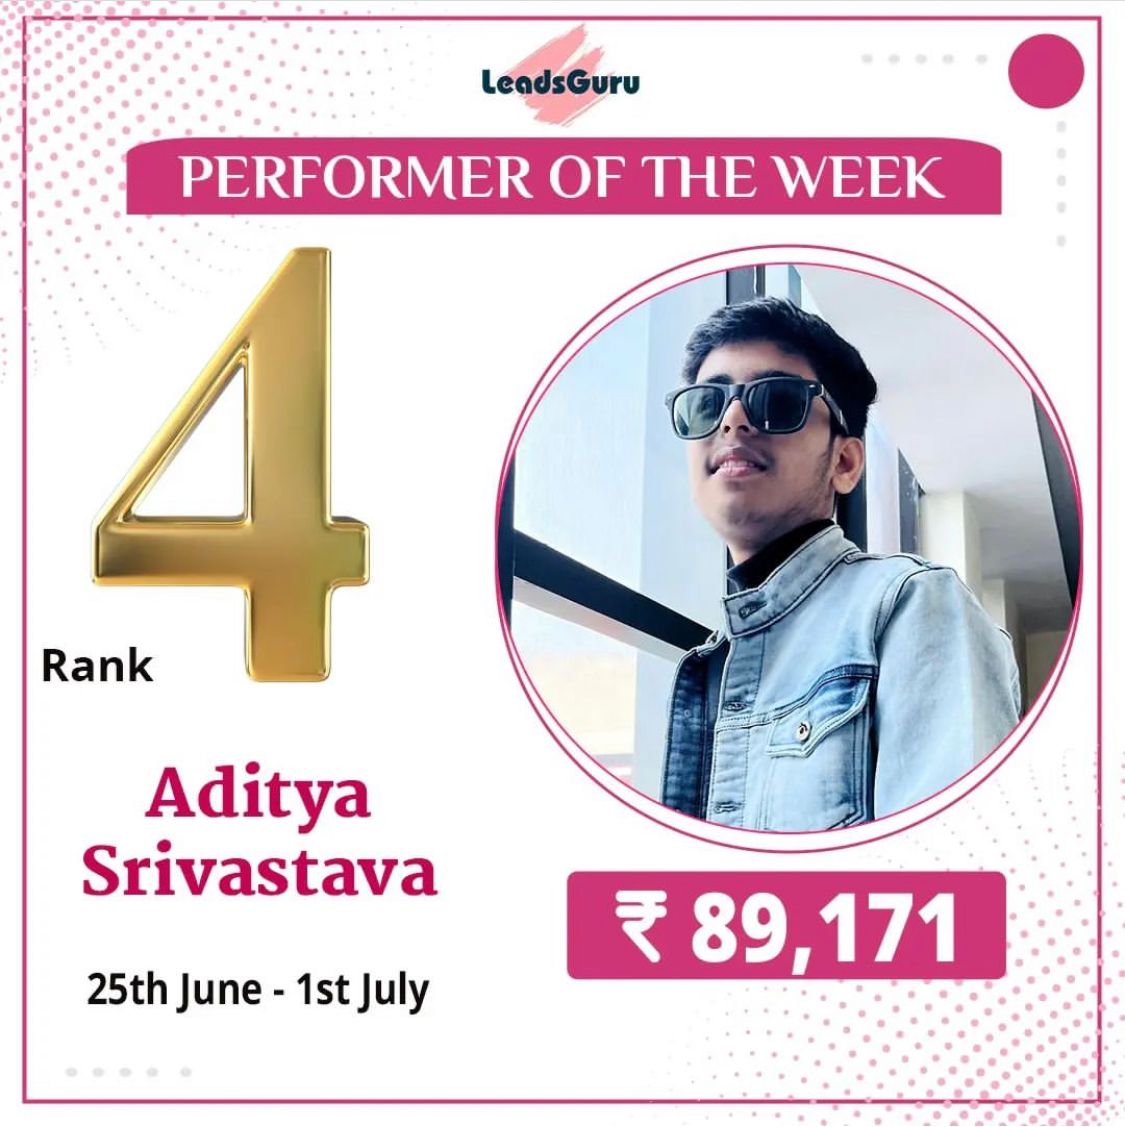 LeadsGuru
PERFORMER OF THE WEEK
4
Rank
Aditya
Srivastava
₹ 89,171
25th June - 1st July